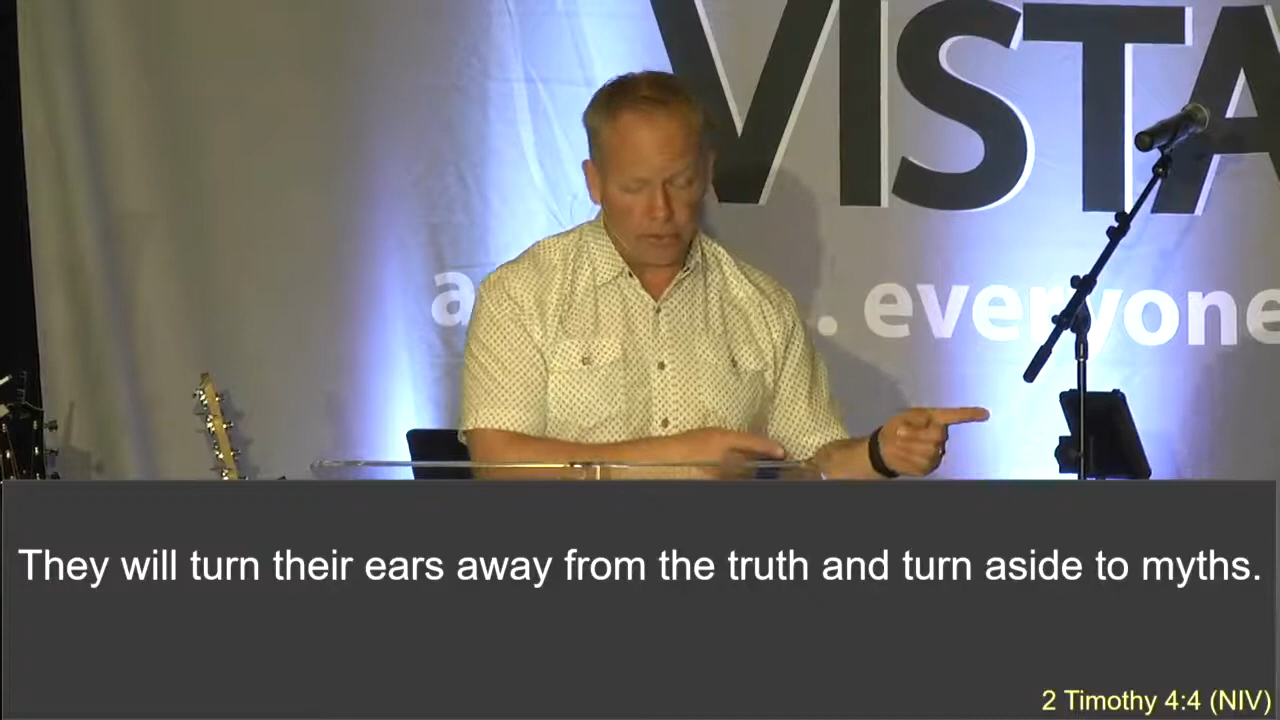 VISTA
a . everyone
They will turn their ears away from the truth and turn aside to myths.
2 Timothy 4:4 (NIV)